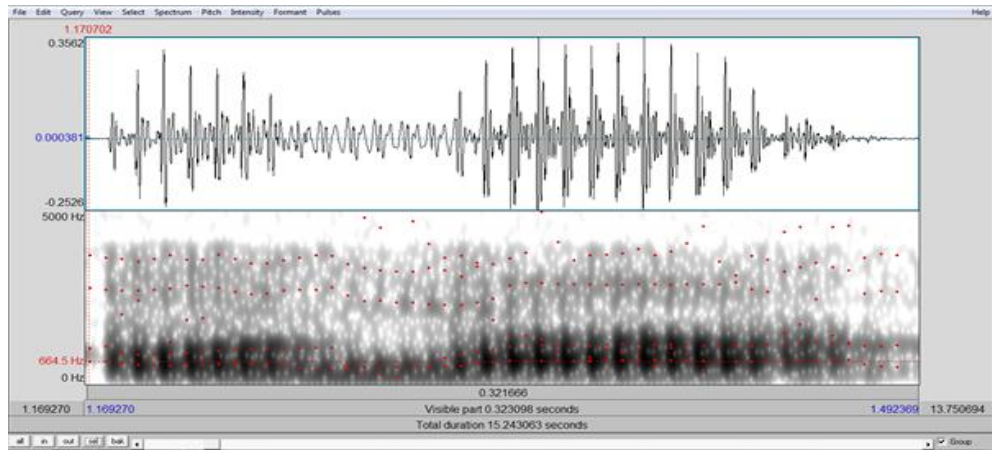 File Edit Query View Select Spectrum Pitch Intensity Formant Pulses Help
1.170702
0.3562
0.000381
-0.2526
5000 Hz
664.5 Hz
0 Hz
0.321666
1.169270 1.169270 Visible part 0.323098 seconds 1.492369 13.750694
Total duration 15.243063 seconds
all in out sel bak Group